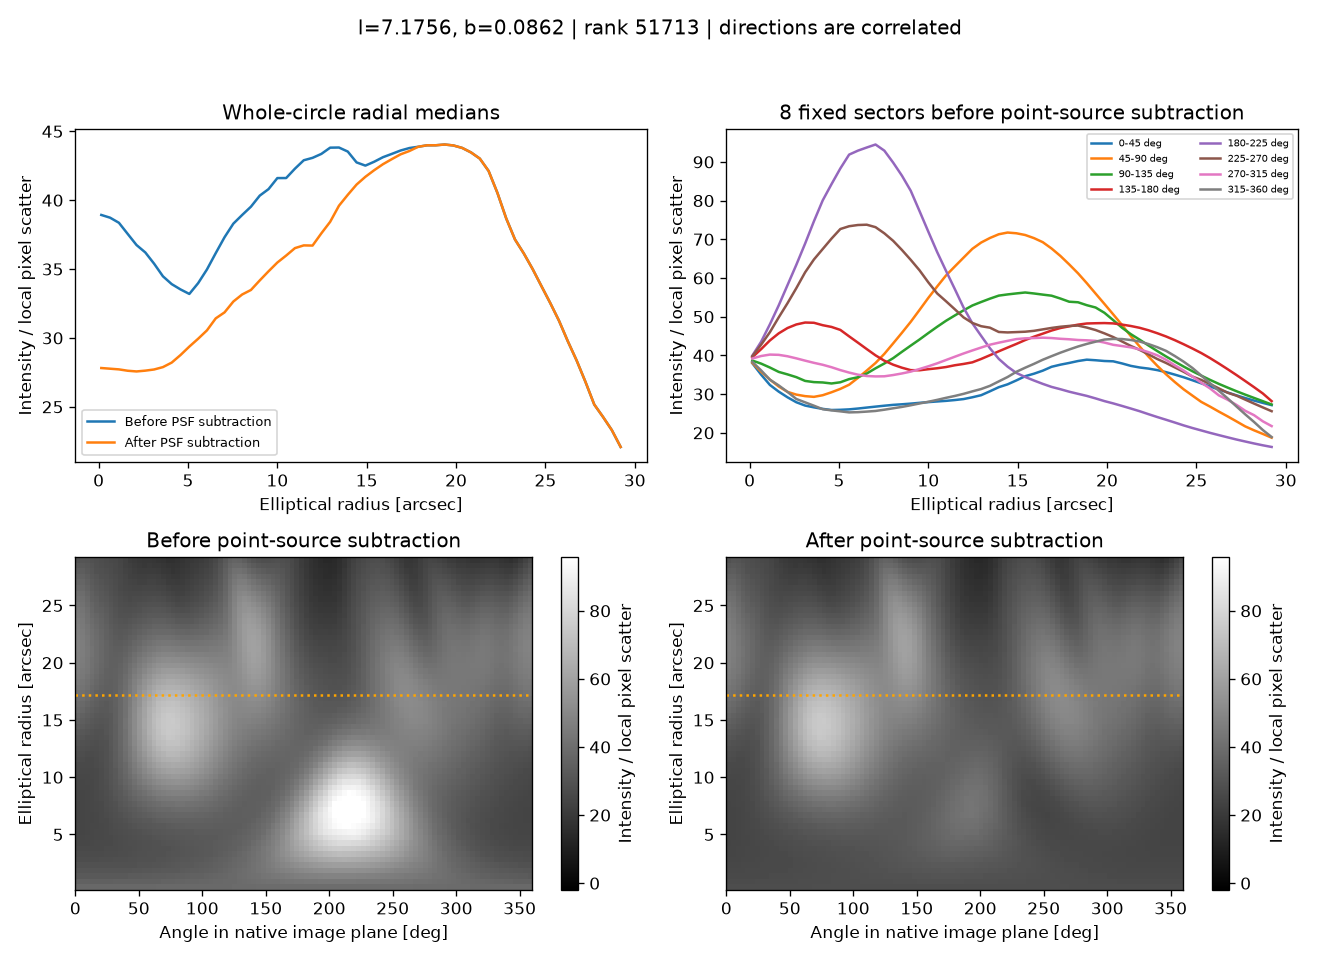 l=7.1756, b=0.0862 | rank 51713 | directions are correlated
Whole-circle radial medians
45
40
35
30
25
Intensity / local pixel scatter
Before PSF subtraction
After PSF subtraction
0 5 10 15 20 25 30
Elliptical radius [arcsec]
8 fixed sectors before point-source subtraction
90
80
70
60
50
40
30
20
Intensity / local pixel scatter
0-45 deg
45-90 deg
90-135 deg
135-180 deg
180-225 deg
225-270 deg
270-315 deg
315-360 deg
0 5 10 15 20 25 30
Elliptical radius [arcsec]
Before point-source subtraction
25
20
15
10
5
Elliptical radius [arcsec]
0 50 100 150 200 250 300 350
Angle in native image plane [deg]
80
60
40
20
0
Intensity / local pixel scatter
After point-source subtraction
25
20
15
10
5
Elliptical radius [arcsec]
0 50 100 150 200 250 300 350
Angle in native image plane [deg]
80
60
40
20
0
Intensity / local pixel scatter